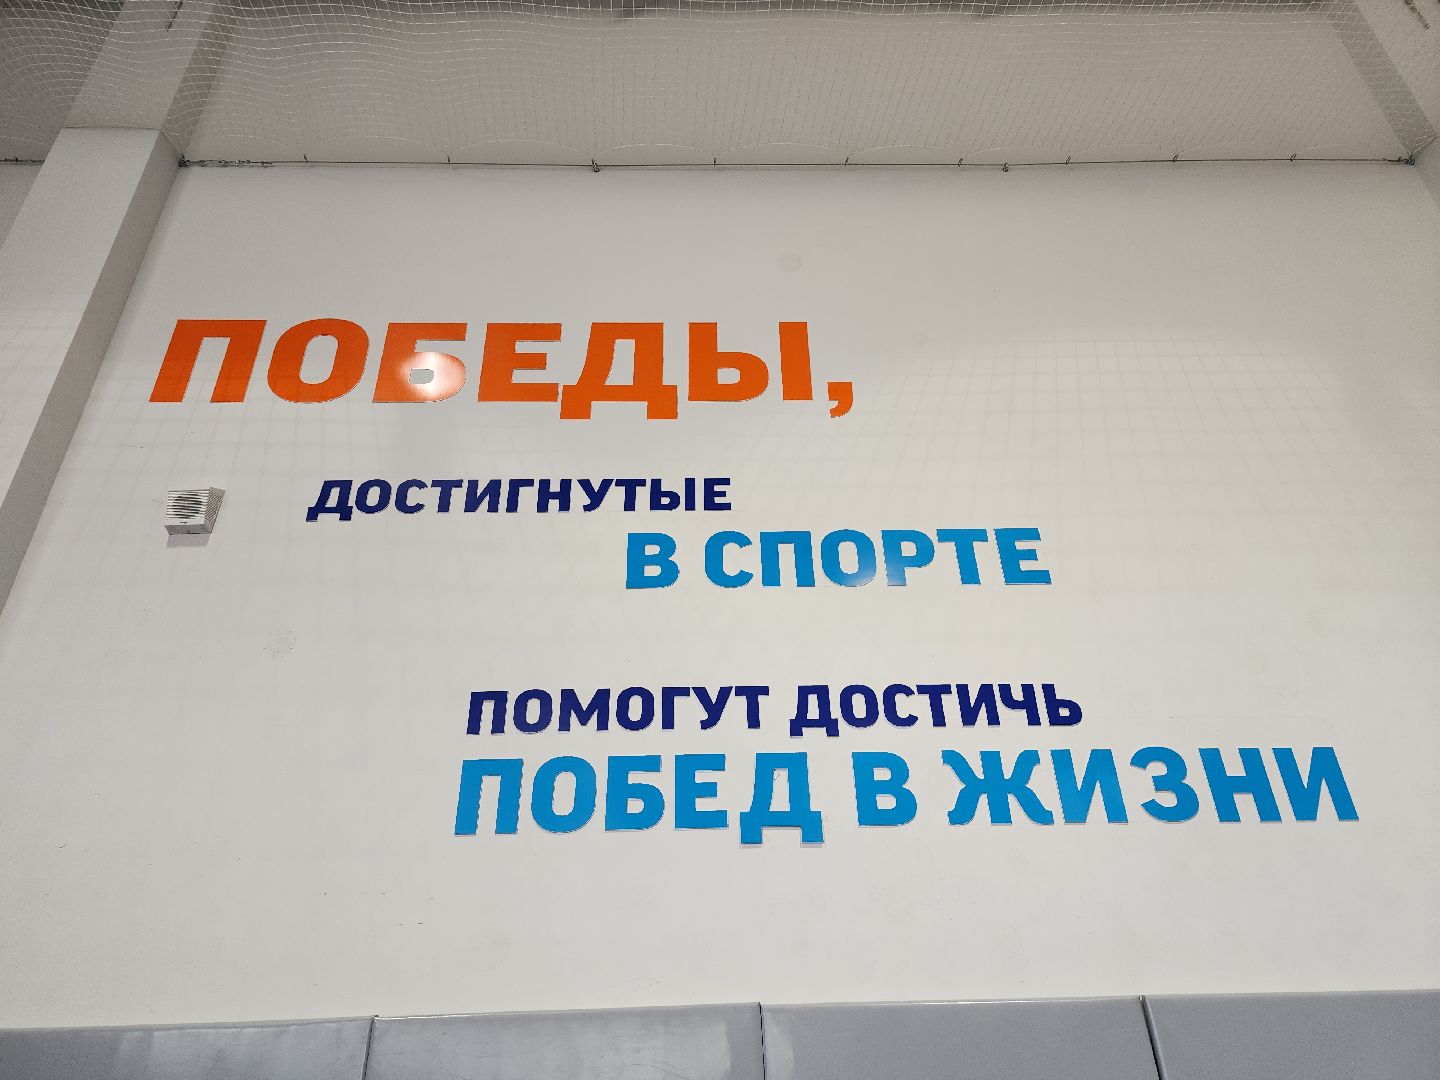 ПОБЕДЫ,
ДОСТИГНУТЫЕ
В СПОРТЕ
ПОМОГУТ ДОСТИЧЬ
ПОБЕД В ЖИЗНИ